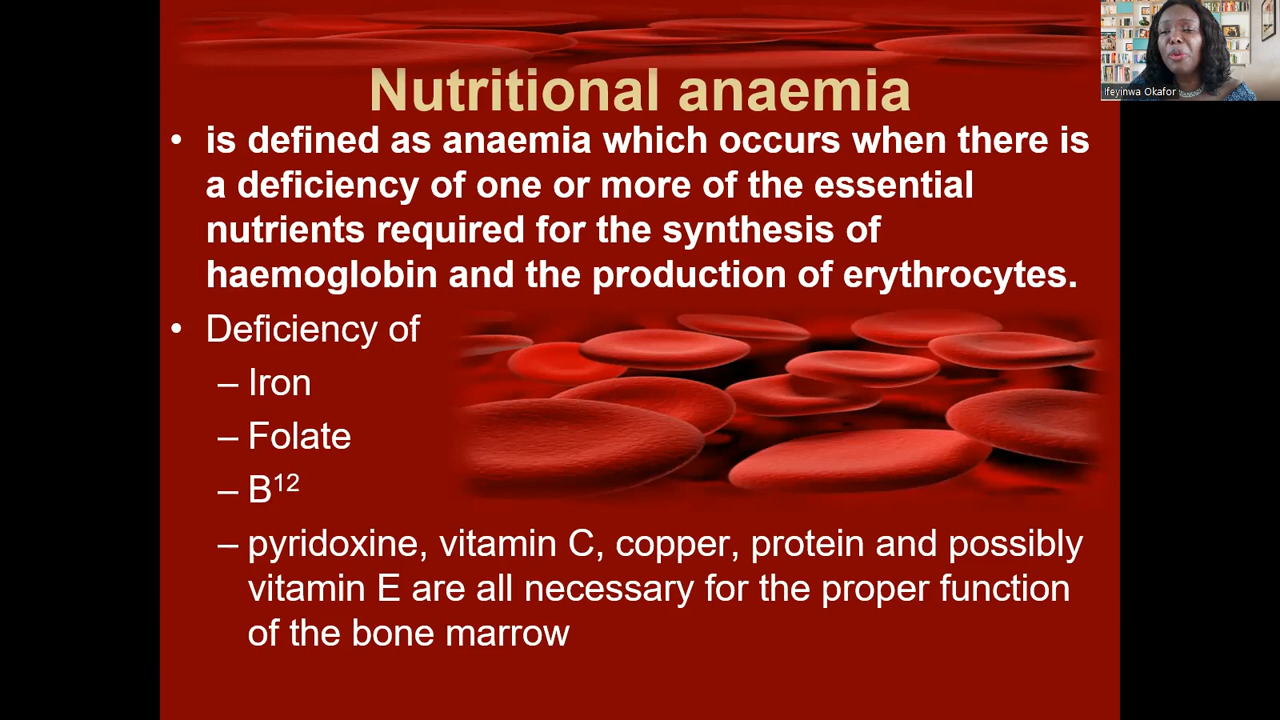 Nutritional anaemia
• is defined as anaemia which occurs when there is
a deficiency of one or more of the essential
nutrients required for the synthesis of
haemoglobin and the production of erythrocytes.
• Deficiency of
– Iron
– Folate
– B¹²
– pyridoxine, vitamin C, copper, protein and possibly
vitamin E are all necessary for the proper function
of the bone marrow
Ifeyinwa Okafor